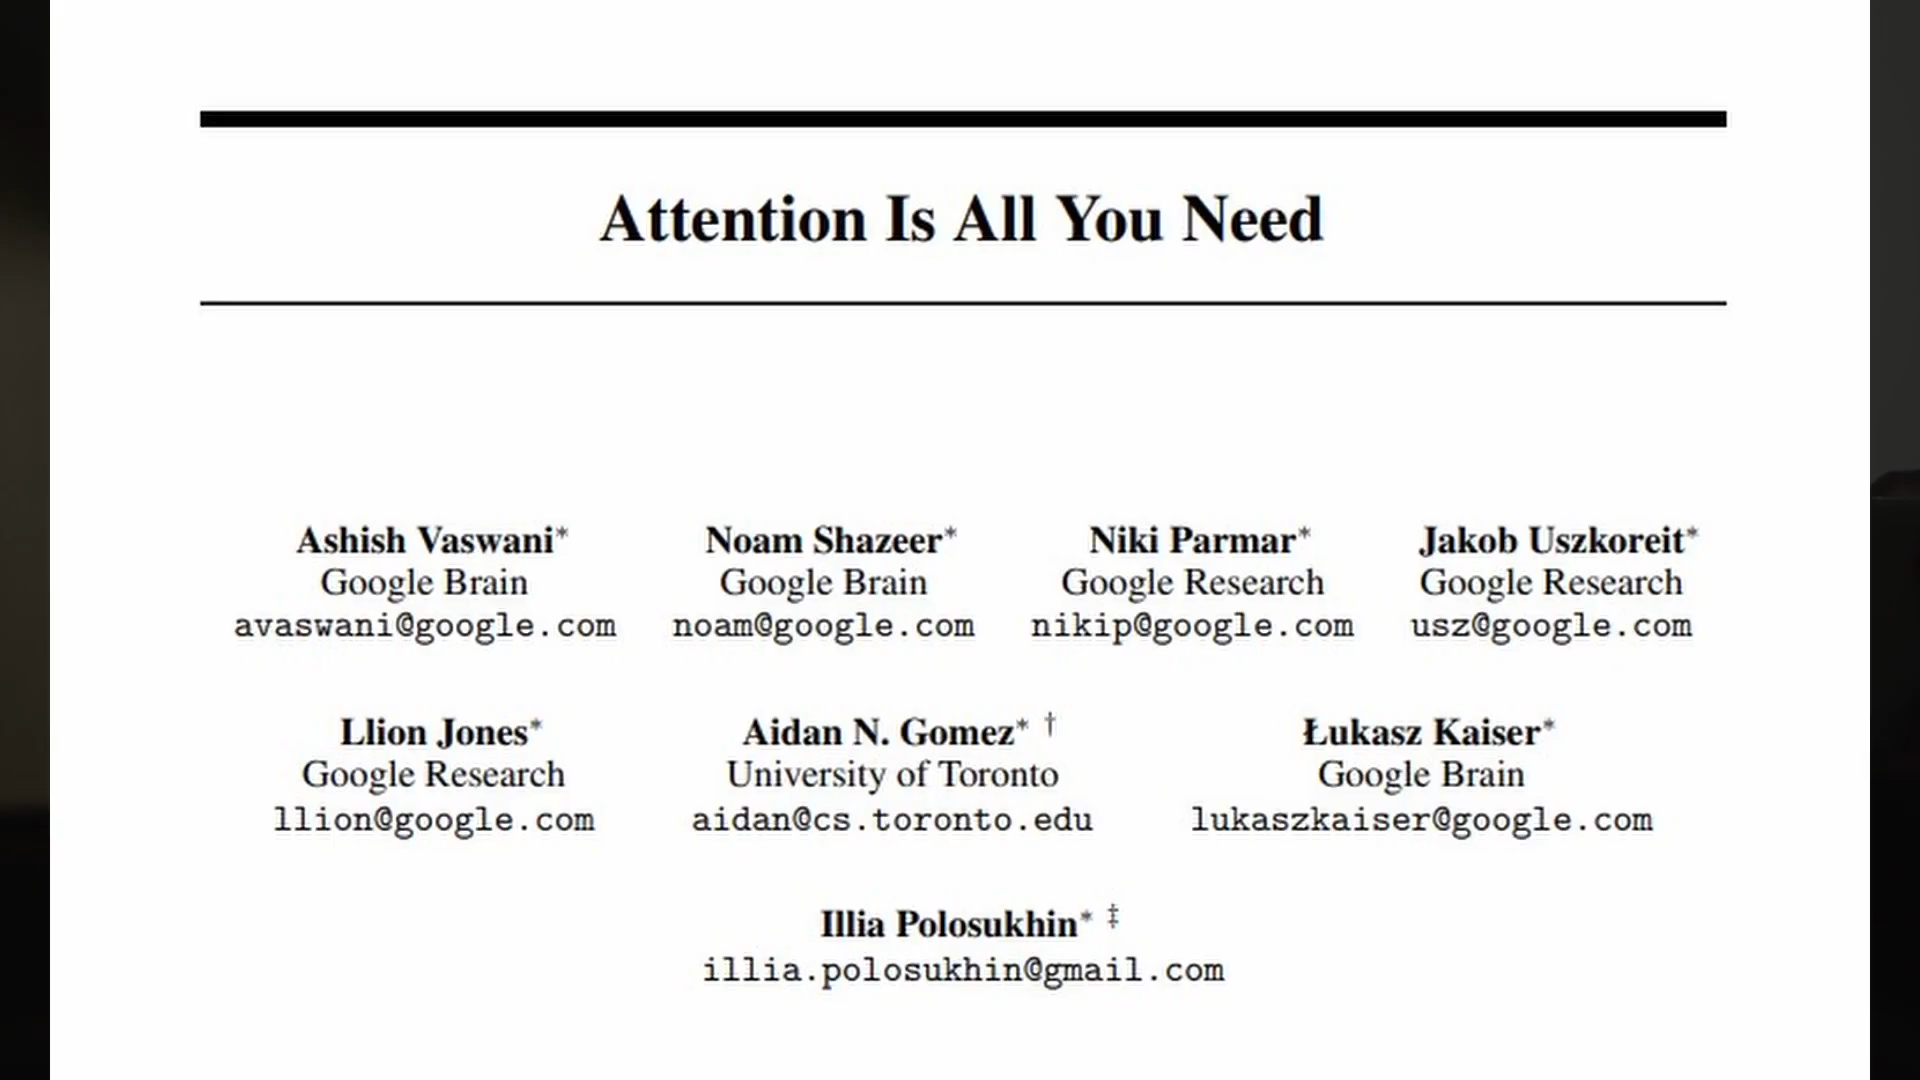 Attention Is All You Need
Ashish Vaswani* Noam Shazeer* Niki Parmar* Jakob Uszkoreit*
Google Brain Google Brain Google Research Google Research
avaswani@google.com noam@google.com nikip@google.com usz@google.com
Llion Jones* Aidan N. Gomez* † Łukasz Kaiser*
Google Research University of Toronto Google Brain
llion@google.com aidan@cs.toronto.edu lukaszkaiser@google.com
Illia Polosukhin* ‡
illia.polosukhin@gmail.com